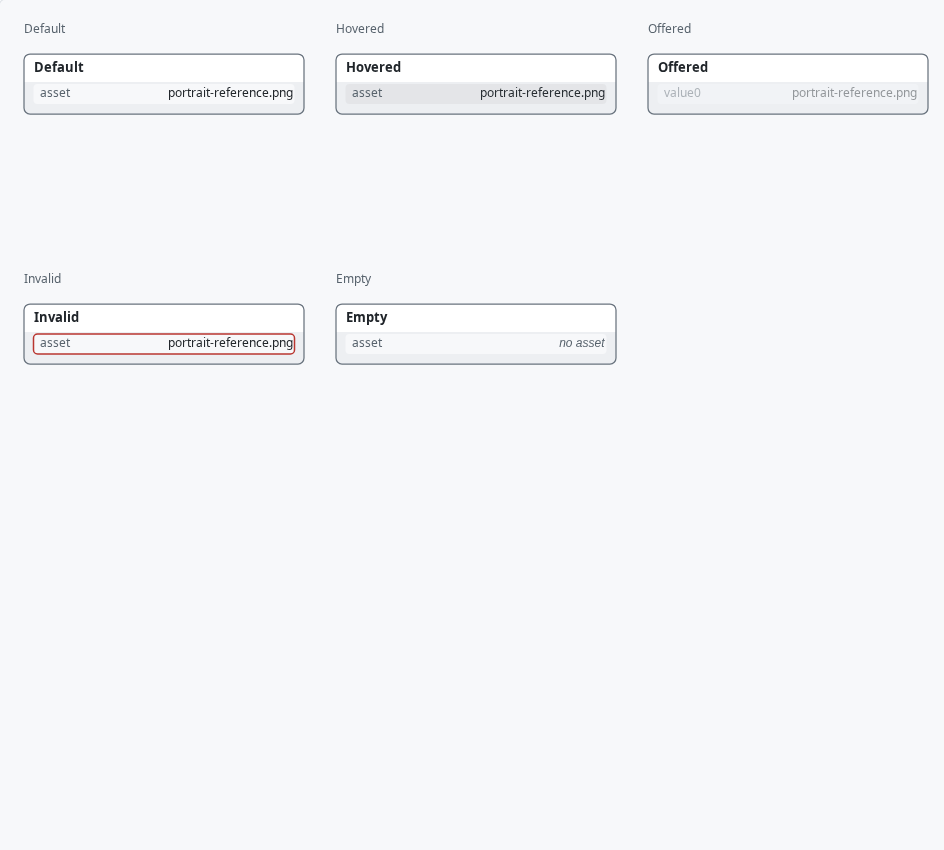 Default
Hovered
Offered
Default
asset portrait-reference.png
Hovered
asset portrait-reference.png
Offered
value0 portrait-reference.png
Invalid
Empty
Invalid
asset portrait-reference.png
Empty
asset no asset